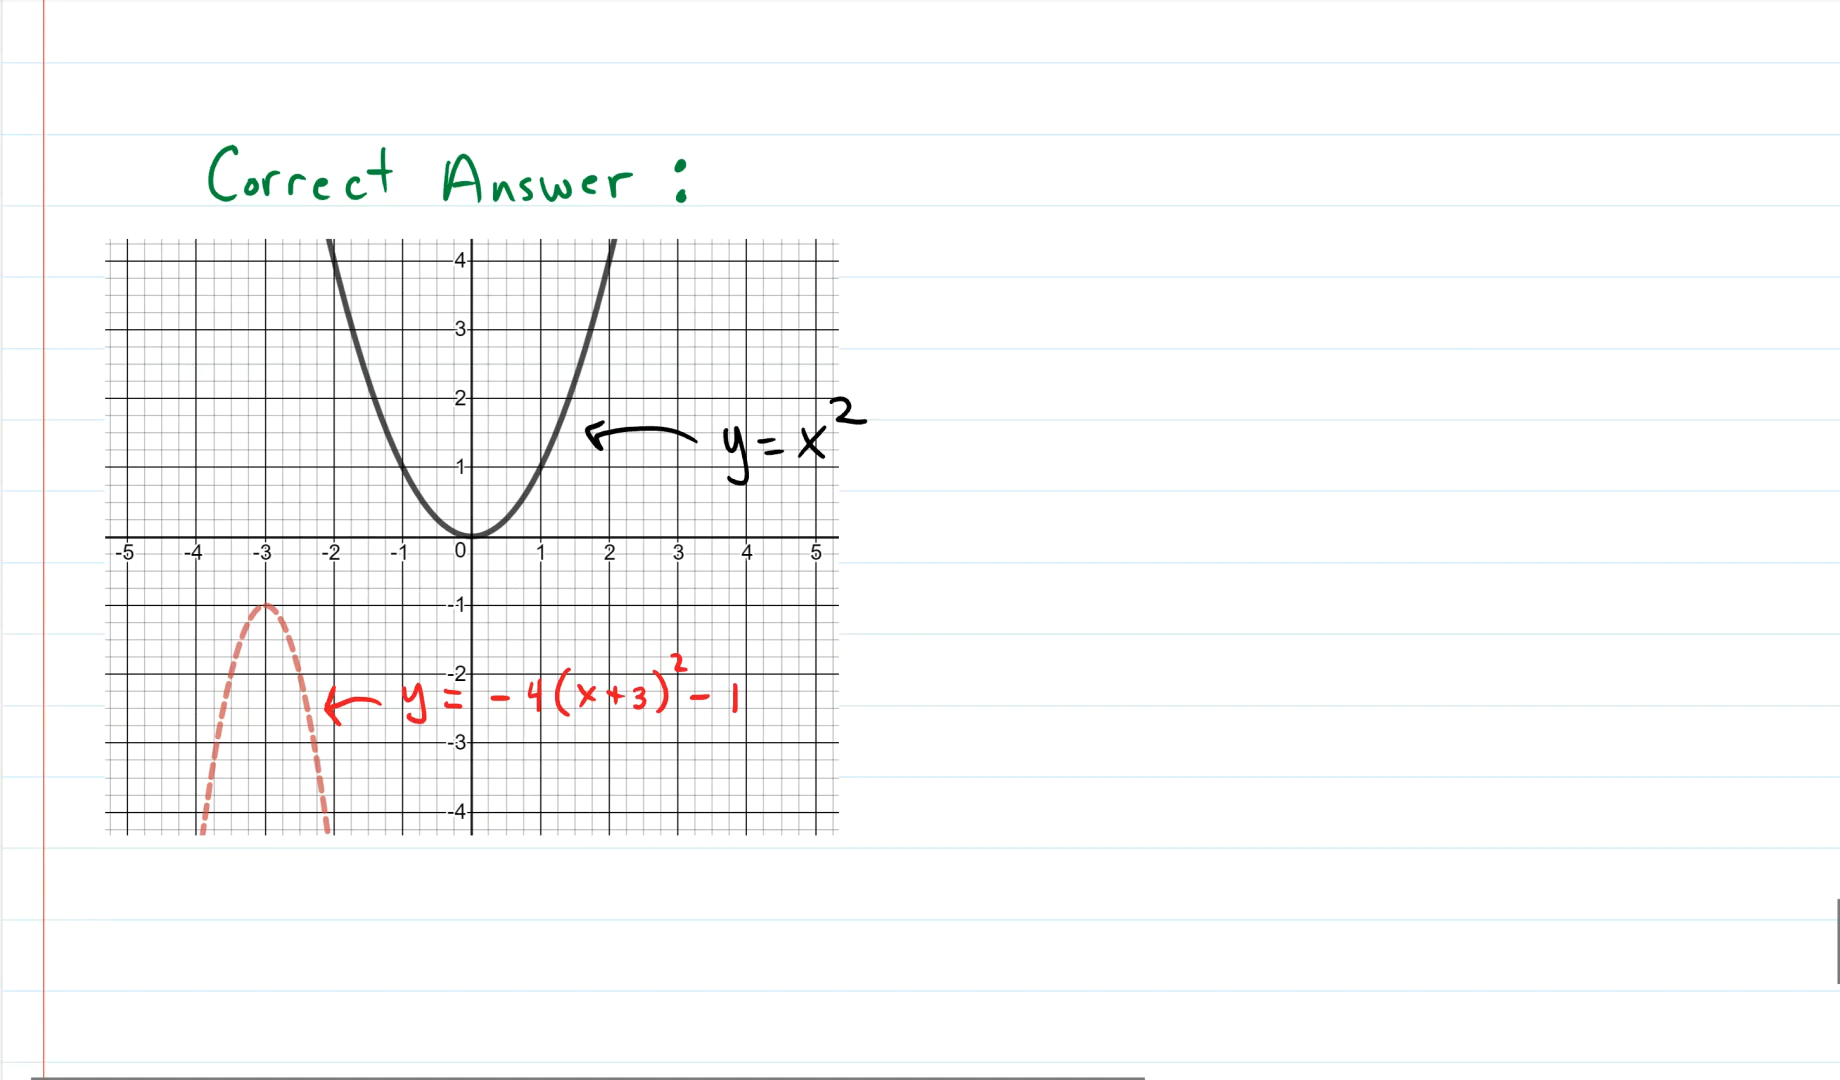 Correct Answer :
4
3
2
y = x²
1
-5 -4 -3 -2 -1 0 1 2 3 4 5
-1
-2
y = - 4(x+3)² - 1
-3
-4